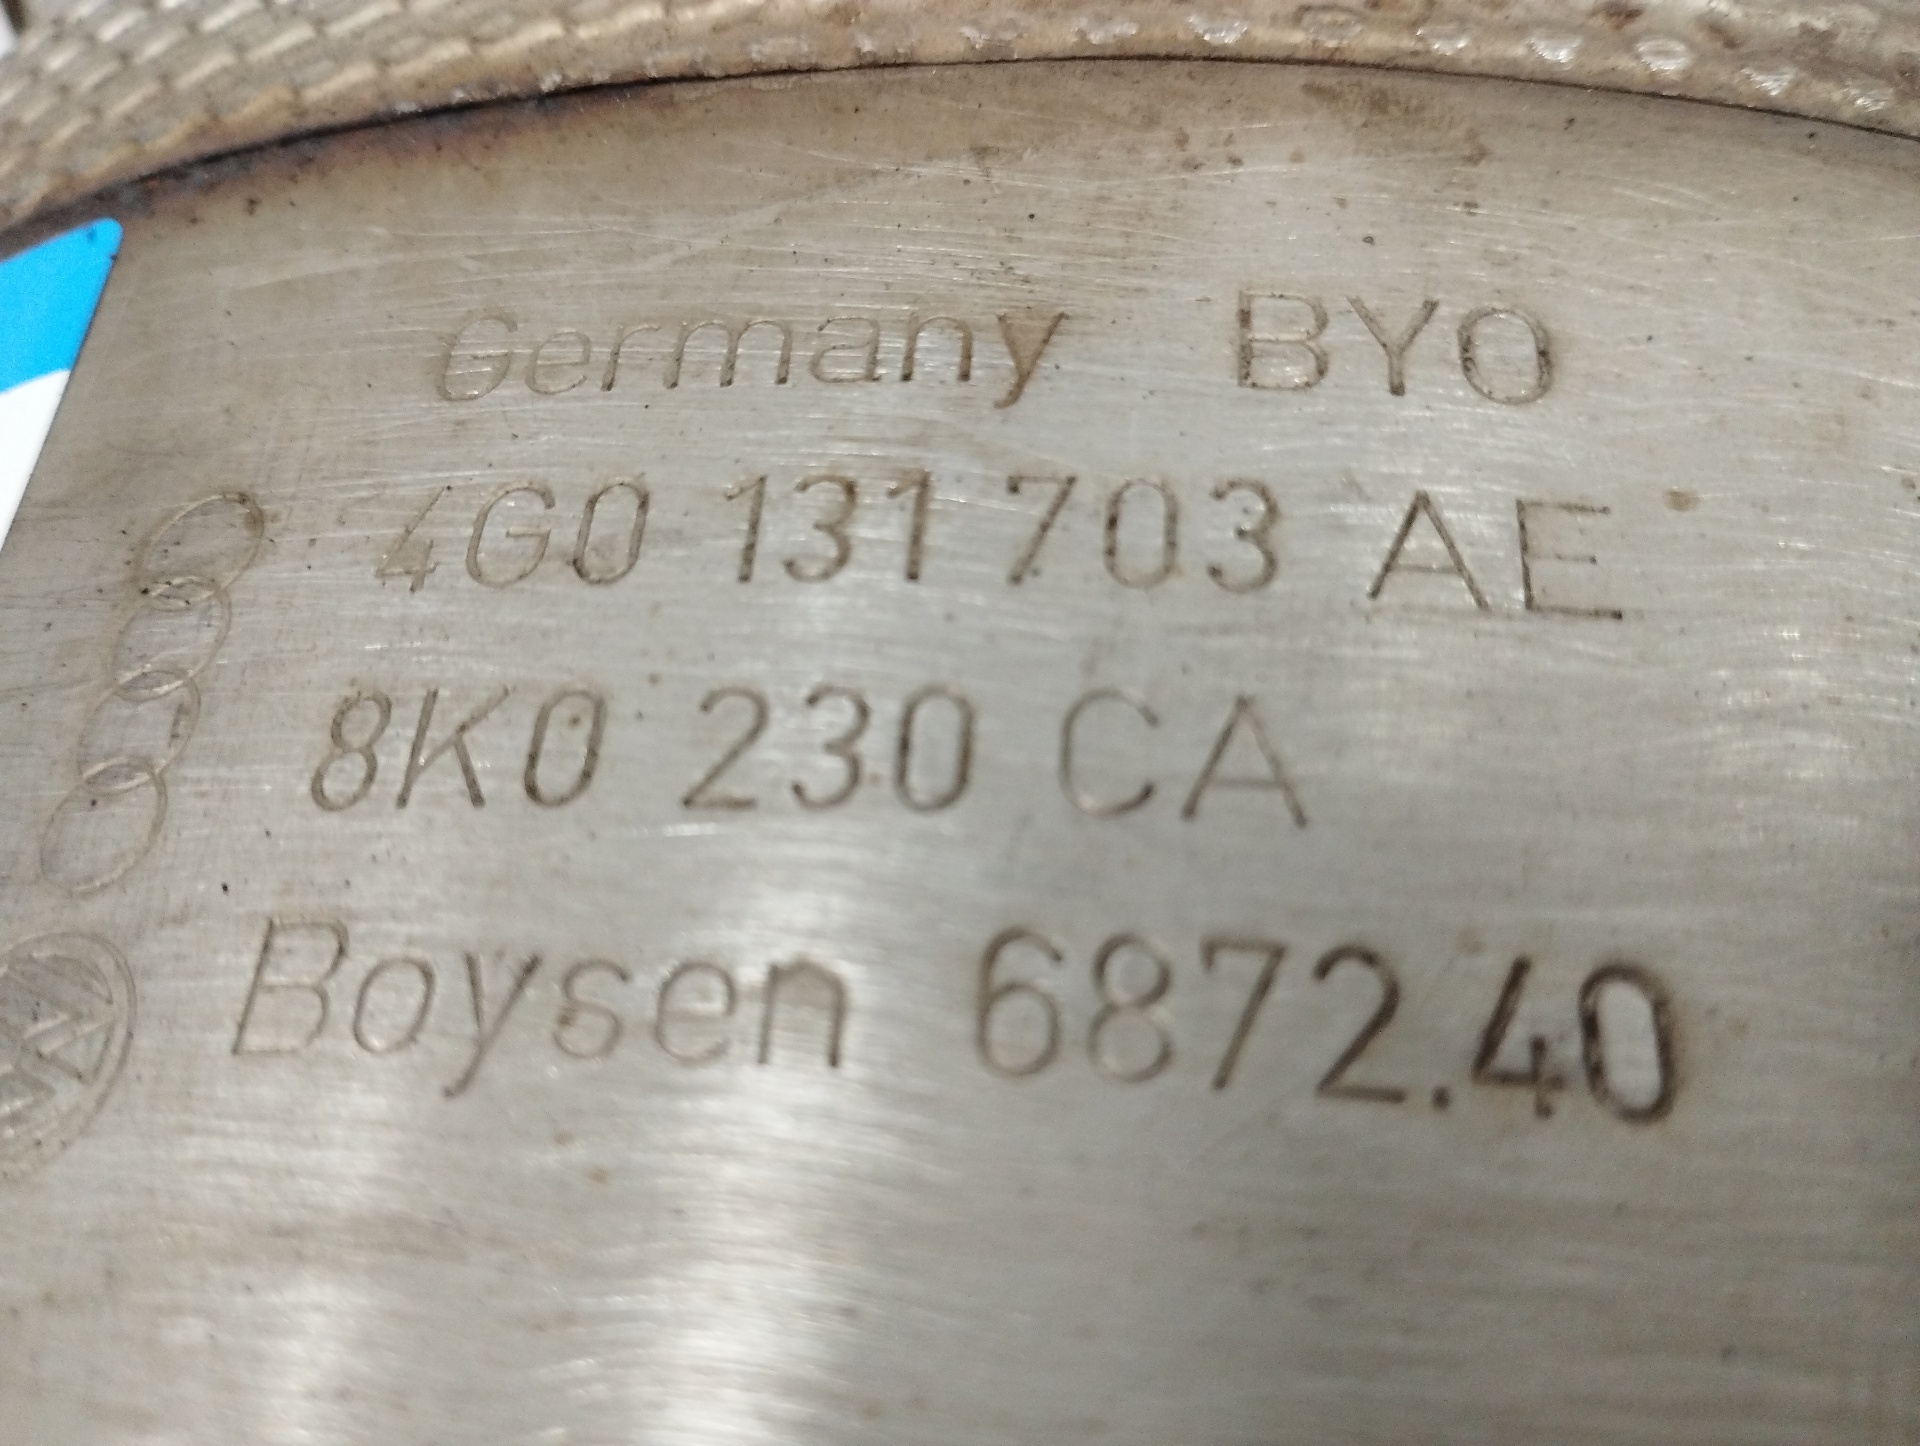 Germany BYO
4G0 131 703 AE
8K0 230 CA
Boysen 6872.40